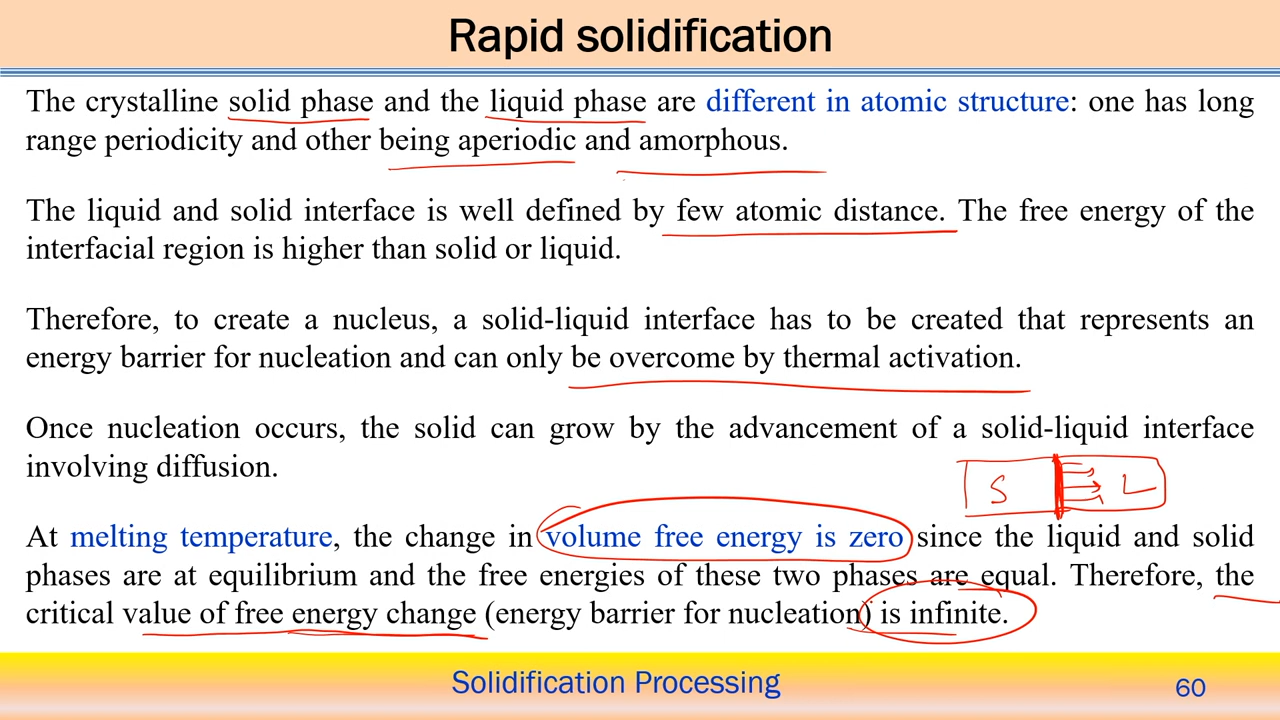 Rapid solidification
The crystalline solid phase and the liquid phase are different in atomic structure: one has long
range periodicity and other being aperiodic and amorphous.
The liquid and solid interface is well defined by few atomic distance. The free energy of the
interfacial region is higher than solid or liquid.
Therefore, to create a nucleus, a solid-liquid interface has to be created that represents an
energy barrier for nucleation and can only be overcome by thermal activation.
Once nucleation occurs, the solid can grow by the advancement of a solid-liquid interface
involving diffusion.
S L
At melting temperature, the change in volume free energy is zero since the liquid and solid
phases are at equilibrium and the free energies of these two phases are equal. Therefore, the
critical value of free energy change (energy barrier for nucleation) is infinite.
Solidification Processing
60